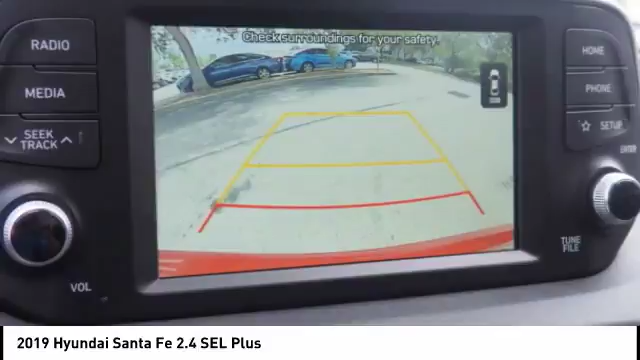 Check surroundings for your safety.
RADIO
MEDIA
SEEK
TRACK
VOL
HOME
PHONE
SETUP
ENTER
TUNE
FILE
2019 Hyundai Santa Fe 2.4 SEL Plus